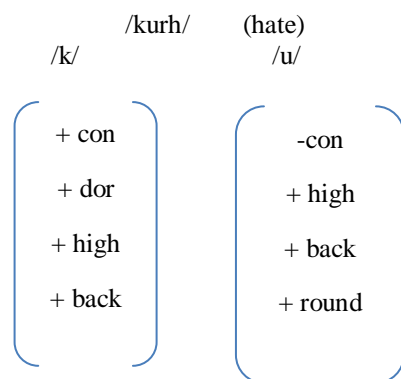 /kurh/ (hate)
/k/ /u/
+ con -con
+ dor + high
+ high + back
+ back + round